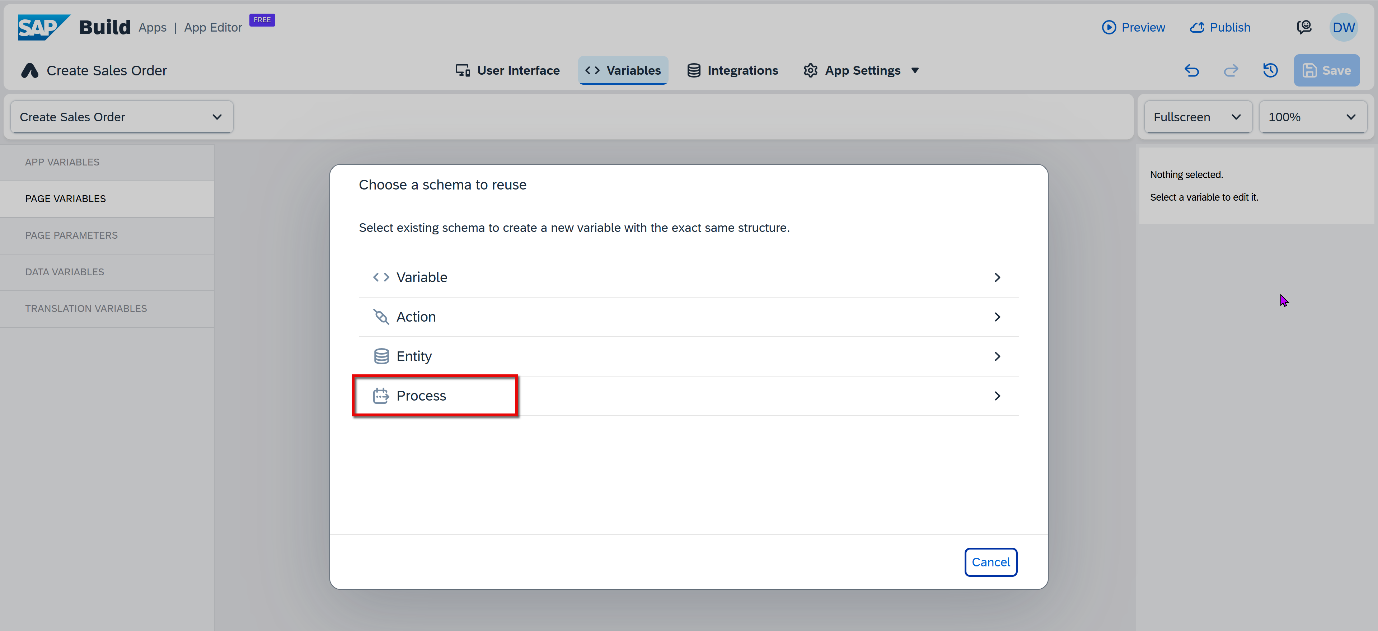 SAP Build Apps | App Editor FREE
Preview Publish DW
Create Sales Order
User Interface Variables Integrations App Settings
Save
Create Sales Order
Fullscreen 100%
APP VARIABLES
PAGE VARIABLES
PAGE PARAMETERS
DATA VARIABLES
TRANSLATION VARIABLES
Choose a schema to reuse
Select existing schema to create a new variable with the exact same structure.
Variable
Action
Entity
Process
Cancel
Nothing selected.
Select a variable to edit it.